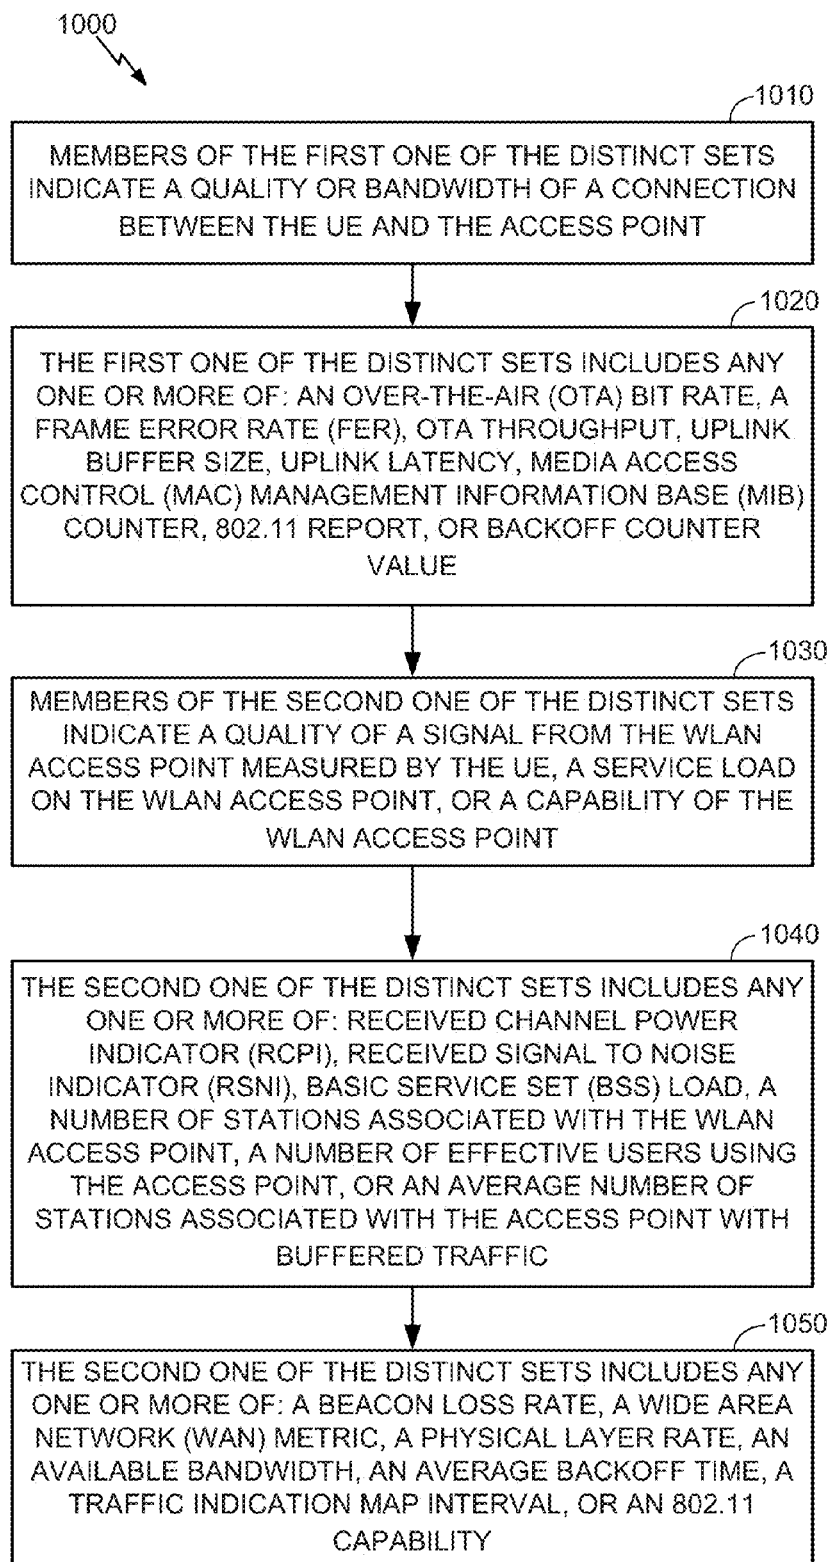 1000
1010
MEMBERS OF THE FIRST ONE OF THE DISTINCT SETS
INDICATE A QUALITY OR BANDWIDTH OF A CONNECTION
BETWEEN THE UE AND THE ACCESS POINT
1020
THE FIRST ONE OF THE DISTINCT SETS INCLUDES ANY
ONE OR MORE OF: AN OVER-THE-AIR (OTA) BIT RATE, A
FRAME ERROR RATE (FER), OTA THROUGHPUT, UPLINK
BUFFER SIZE, UPLINK LATENCY, MEDIA ACCESS
CONTROL (MAC) MANAGEMENT INFORMATION BASE (MIB)
COUNTER, 802.11 REPORT, OR BACKOFF COUNTER
VALUE
1030
MEMBERS OF THE SECOND ONE OF THE DISTINCT SETS
INDICATE A QUALITY OF A SIGNAL FROM THE WLAN
ACCESS POINT MEASURED BY THE UE, A SERVICE LOAD
ON THE WLAN ACCESS POINT, OR A CAPABILITY OF THE
WLAN ACCESS POINT
1040
THE SECOND ONE OF THE DISTINCT SETS INCLUDES ANY
ONE OR MORE OF: RECEIVED CHANNEL POWER
INDICATOR (RCPI), RECEIVED SIGNAL TO NOISE
INDICATOR (RSNI), BASIC SERVICE SET (BSS) LOAD, A
NUMBER OF STATIONS ASSOCIATED WITH THE WLAN
ACCESS POINT, A NUMBER OF EFFECTIVE USERS USING
THE ACCESS POINT, OR AN AVERAGE NUMBER OF
STATIONS ASSOCIATED WITH THE ACCESS POINT WITH
BUFFERED TRAFFIC
1050
THE SECOND ONE OF THE DISTINCT SETS INCLUDES ANY
ONE OR MORE OF: A BEACON LOSS RATE, A WIDE AREA
NETWORK (WAN) METRIC, A PHYSICAL LAYER RATE, AN
AVAILABLE BANDWIDTH, AN AVERAGE BACKOFF TIME, A
TRAFFIC INDICATION MAP INTERVAL, OR AN 802.11
CAPABILITY